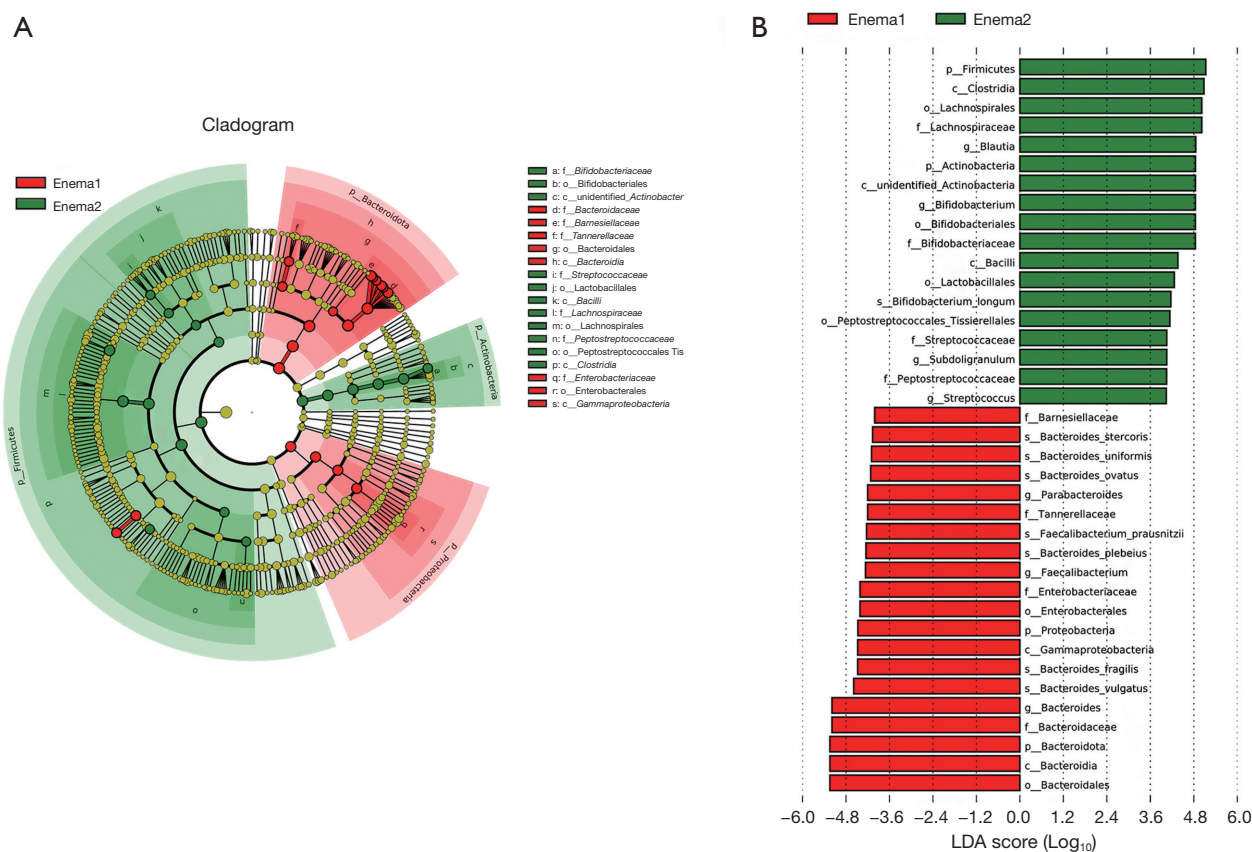 A
Cladogram
Enema1
Enema2
p__Bacteroidota
h
g
f
e
d
p__Actinobacteria
c
b
a
k
j
i
m
l
p__Firmicutes
p
o
n
q
r
s
p__Proteobacteria
a: f__Bifidobacteriaceae
b: o__Bifidobacteriales
c: c__unidentified_Actinobacter
d: f__Bacteroidaceae
e: f__Barnesiellaceae
f: f__Tannerellaceae
g: o__Bacteroidales
h: c__Bacteroidia
i: f__Streptococcaceae
j: o__Lactobacillales
k: c__Bacilli
l: f__Lachnospiraceae
m: o__Lachnospirales
n: f__Peptostreptococcaceae
o: o__Peptostreptococcales Tis
p: c__Clostridia
q: f__Enterobacteriaceae
r: o__Enterobacterales
s: c__Gammaproteobacteria
B
Enema1 Enema2
p__Firmicutes
c__Clostridia
o__Lachnospirales
f__Lachnospiraceae
g__Blautia
p__Actinobacteria
c__unidentified_Actinobacteria
g__Bifidobacterium
o__Bifidobacteriales
f__Bifidobacteriaceae
c__Bacilli
o__Lactobacillales
s__Bifidobacterium_longum
o__Peptostreptococcales_Tissierellales
f__Streptococcaceae
g__Subdoligranulum
f__Peptostreptococcaceae
g__Streptococcus
f__Barnesiellaceae
s__Bacteroides_stercoris
s__Bacteroides_uniformis
s__Bacteroides_ovatus
g__Parabacteroides
f__Tannerellaceae
s__Faecalibacterium_prausnitzii
s__Bacteroides_plebeius
g__Faecalibacterium
f__Enterobacteriaceae
o__Enterobacterales
p__Proteobacteria
c__Gammaproteobacteria
s__Bacteroides_fragilis
s__Bacteroides_vulgatus
g__Bacteroides
f__Bacteroidaceae
p__Bacteroidota
c__Bacteroidia
o__Bacteroidales
−6.0 −4.8 −3.6 −2.4 −1.2 0.0 1.2 2.4 3.6 4.8 6.0
LDA score (Log₁₀)